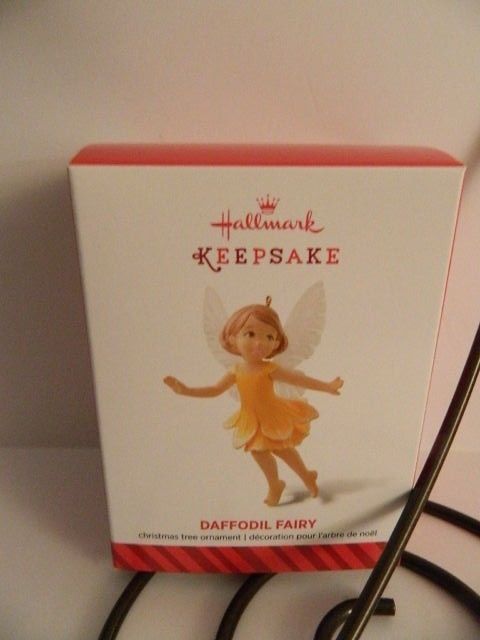 Hallmark
KEEPSAKE
DAFFODIL FAIRY
christmas tree ornament | décoration pour l'arbre de noël